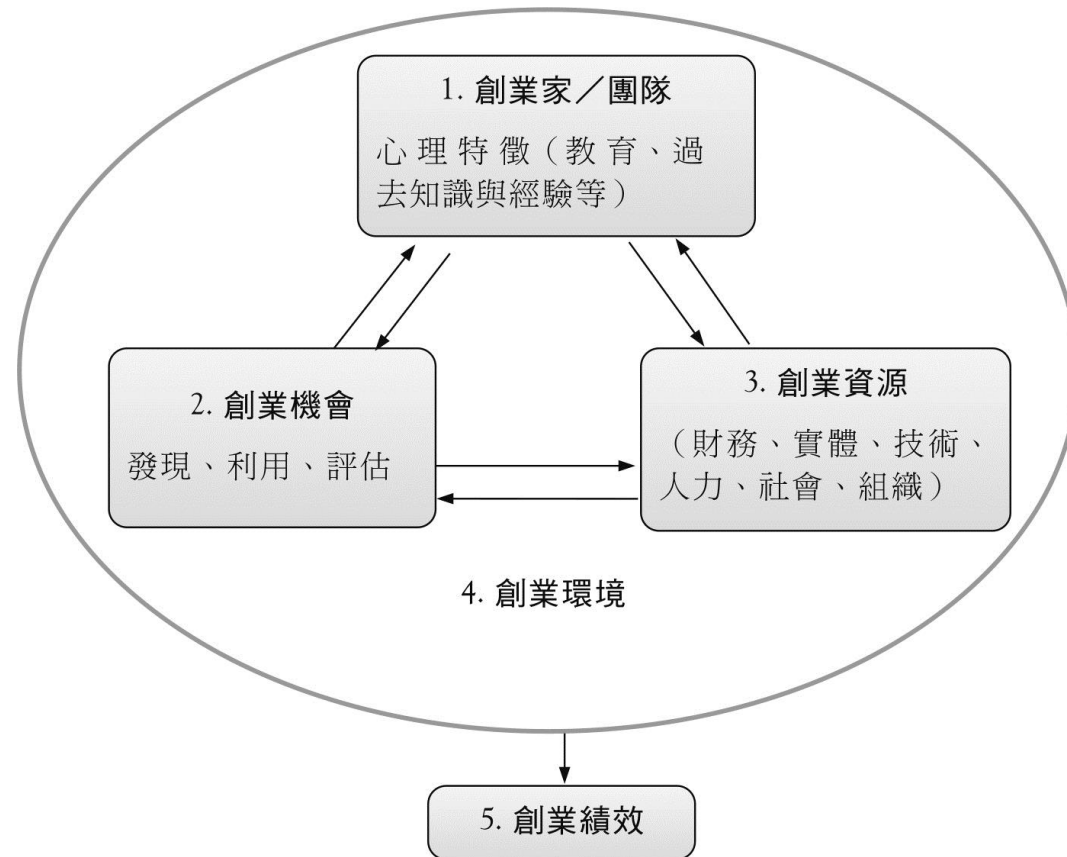 1. 創業家／團隊
心理特徵（教育、過
去知識與經驗等）
2. 創業機會
發現、利用、評估
3. 創業資源
（財務、實體、技術、
人力、社會、組織）
4. 創業環境
5. 創業績效